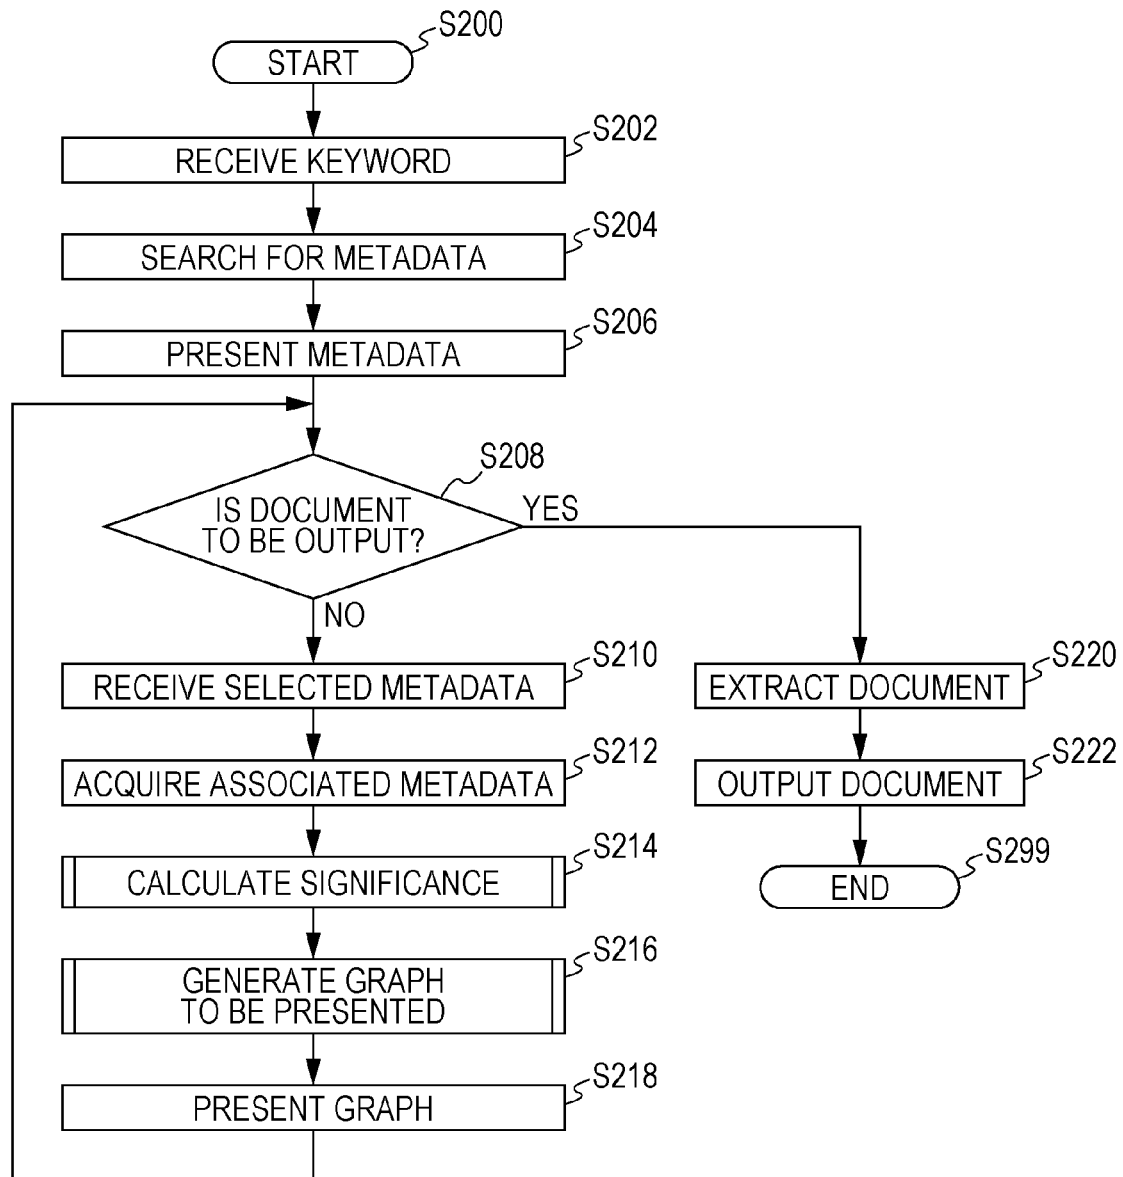 S200
START
S202
RECEIVE KEYWORD
S204
SEARCH FOR METADATA
S206
PRESENT METADATA
S208
IS DOCUMENT
TO BE OUTPUT?
YES
NO
S210
RECEIVE SELECTED METADATA
S212
ACQUIRE ASSOCIATED METADATA
S214
CALCULATE SIGNIFICANCE
S216
GENERATE GRAPH
TO BE PRESENTED
S218
PRESENT GRAPH
S220
EXTRACT DOCUMENT
S222
OUTPUT DOCUMENT
S299
END